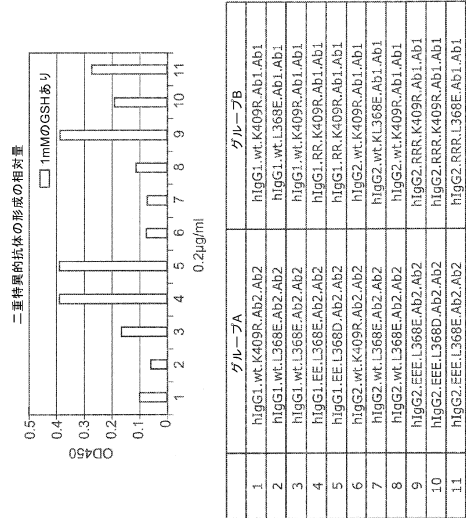 二重特異的抗体の形成の相対量
1mMのGSHあり
OD450
0.5
0.4
0.3
0.2
0.1
0
1 2 3 4 5 6 7 8 9 10 11
0.2μg/ml
グループA グループB
1 hIgG1.wt.K409R.Ab2.Ab2 hIgG1.wt.K409R.Ab1.Ab1
2 hIgG1.wt.L368E.Ab2.Ab2 hIgG1.wt.L368E.Ab1.Ab1
3 hIgG1.wt.L368E.Ab2.Ab2 hIgG1.wt.K409R.Ab1.Ab1
4 hIgG1.EE.L368E.Ab2.Ab2 hIgG1.RR.K409R.Ab1.Ab1
5 hIgG1.EE.L368D.Ab2.Ab2 hIgG1.RR.K409R.Ab1.Ab1
6 hIgG2.wt.K409R.Ab2.Ab2 hIgG2.wt.K409R.Ab1.Ab1
7 hIgG2.wt.L368E.Ab2.Ab2 hIgG2.wt.KL368E.Ab1.Ab1
8 hIgG2.wt.L368E.Ab2.Ab2 hIgG2.wt.K409R.Ab1.Ab1
9 hIgG2.EEE.L368E.Ab2.Ab2 hIgG2.RRR.K409R.Ab1.Ab1
10 hIgG2.EEE.L368D.Ab2.Ab2 hIgG2.RRR.K409R.Ab1.Ab1
11 hIgG2.EEE.L368E.Ab2.Ab2 hIgG2.RRR.L368E.Ab1.Ab1